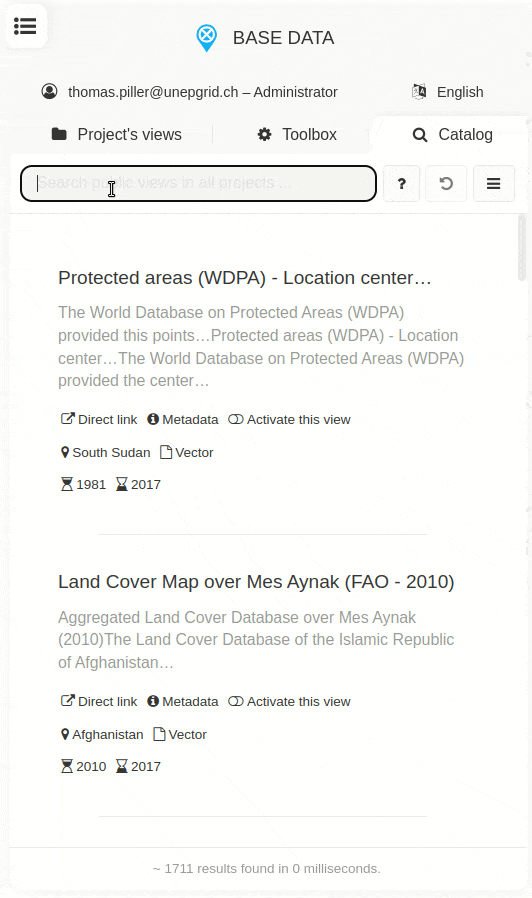 BASE DATA
thomas.piller@unepgrid.ch – Administrator English
Project's views Toolbox Catalog
Search public views in all projects ... ?
Protected areas (WDPA) - Location center…
The World Database on Protected Areas (WDPA)
provided this points…Protected areas (WDPA) - Location
center…The World Database on Protected Areas (WDPA)
provided the center…
Direct link Metadata Activate this view
South Sudan Vector
1981 2017
Land Cover Map over Mes Aynak (FAO - 2010)
Aggregated Land Cover Database over Mes Aynak
(2010)The Land Cover Database of the Islamic Republic
of Afghanistan…
Direct link Metadata Activate this view
Afghanistan Vector
2010 2017
~ 1711 results found in 0 milliseconds.